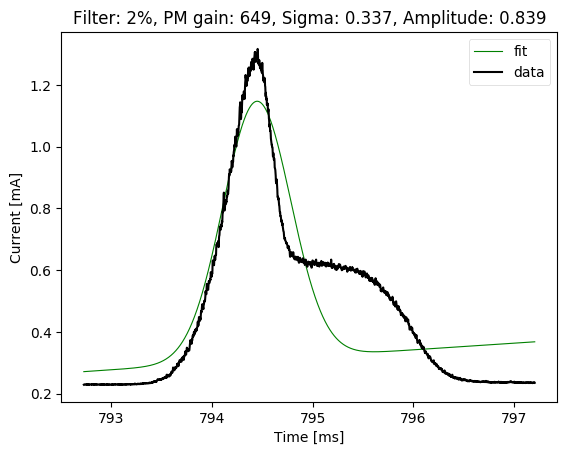 Filter: 2%, PM gain: 649, Sigma: 0.337, Amplitude: 0.839
fit
data
Current [mA]
1.2
1.0
0.8
0.6
0.4
0.2
793 794 795 796 797
Time [ms]